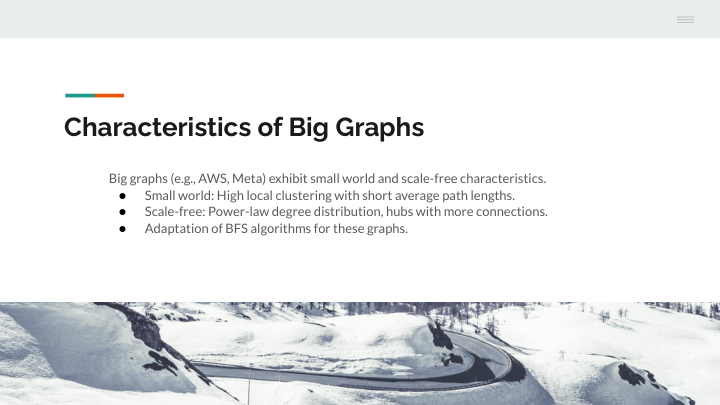 Characteristics of Big Graphs
Big graphs (e.g., AWS, Meta) exhibit small world and scale-free characteristics.
● Small world: High local clustering with short average path lengths.
● Scale-free: Power-law degree distribution, hubs with more connections.
● Adaptation of BFS algorithms for these graphs.